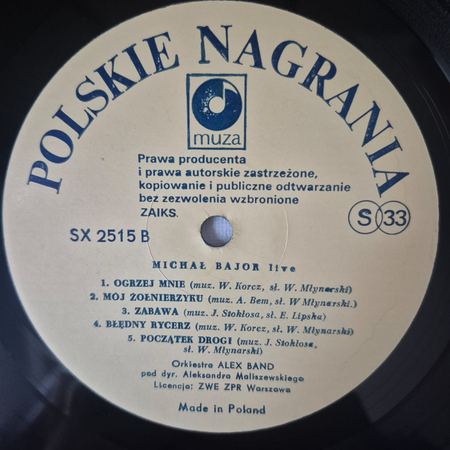 POLSKIE NAGRANIA
muza
Prawa producenta
i prawa autorskie zastrzeżone,
kopiowanie i publiczne odtwarzanie
bez zezwolenia wzbronione
ZAIKS.
S 33
SX 2515 B
MICHAŁ BAJOR live
1. OGRZEJ MNIE (muz. W. Korcz, sł. W. Młynarski)
2. MÓJ ŻOŁNIERZYKU (muz. A. Bem, sł. W Młynarski.)
3. ZABAWA (muz. J. Stokłosa, sł. E. Lipska)
4. BŁĘDNY RYCERZ (muz. W. Korcz, sł. W. Młynarski)
5. POCZĄTEK DROGI (muz. J. Stokłosa,
sł. W. Młynarski)
Orkiestra ALEX BAND
pod dyr. Aleksandra Maliszewskiego
Licencja: ZWE ZPR Warszawa
Made in Poland